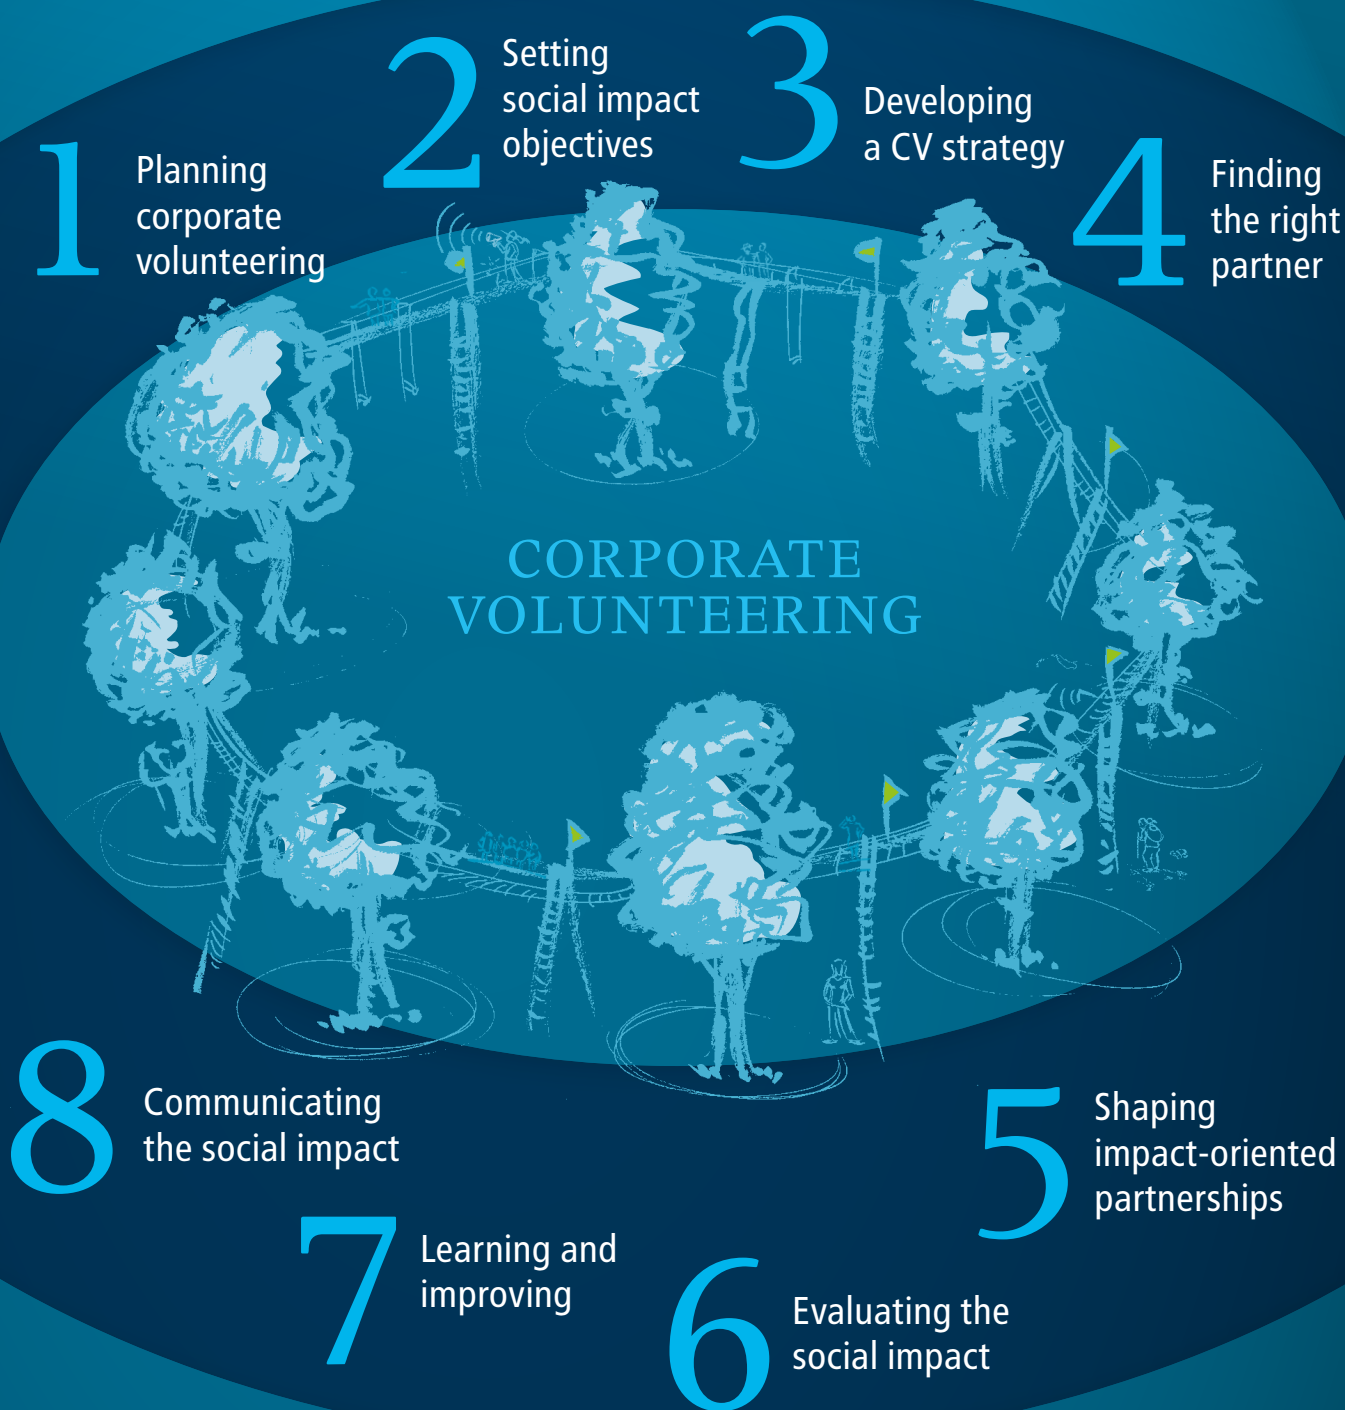 1
Planning
corporate
volunteering
2
Setting
social impact
objectives
3
Developing
a CV strategy
4
Finding
the right
partner
CORPORATE
VOLUNTEERING
5
Shaping
impact-oriented
partnerships
6
Evaluating the
social impact
7
Learning and
improving
8
Communicating
the social impact